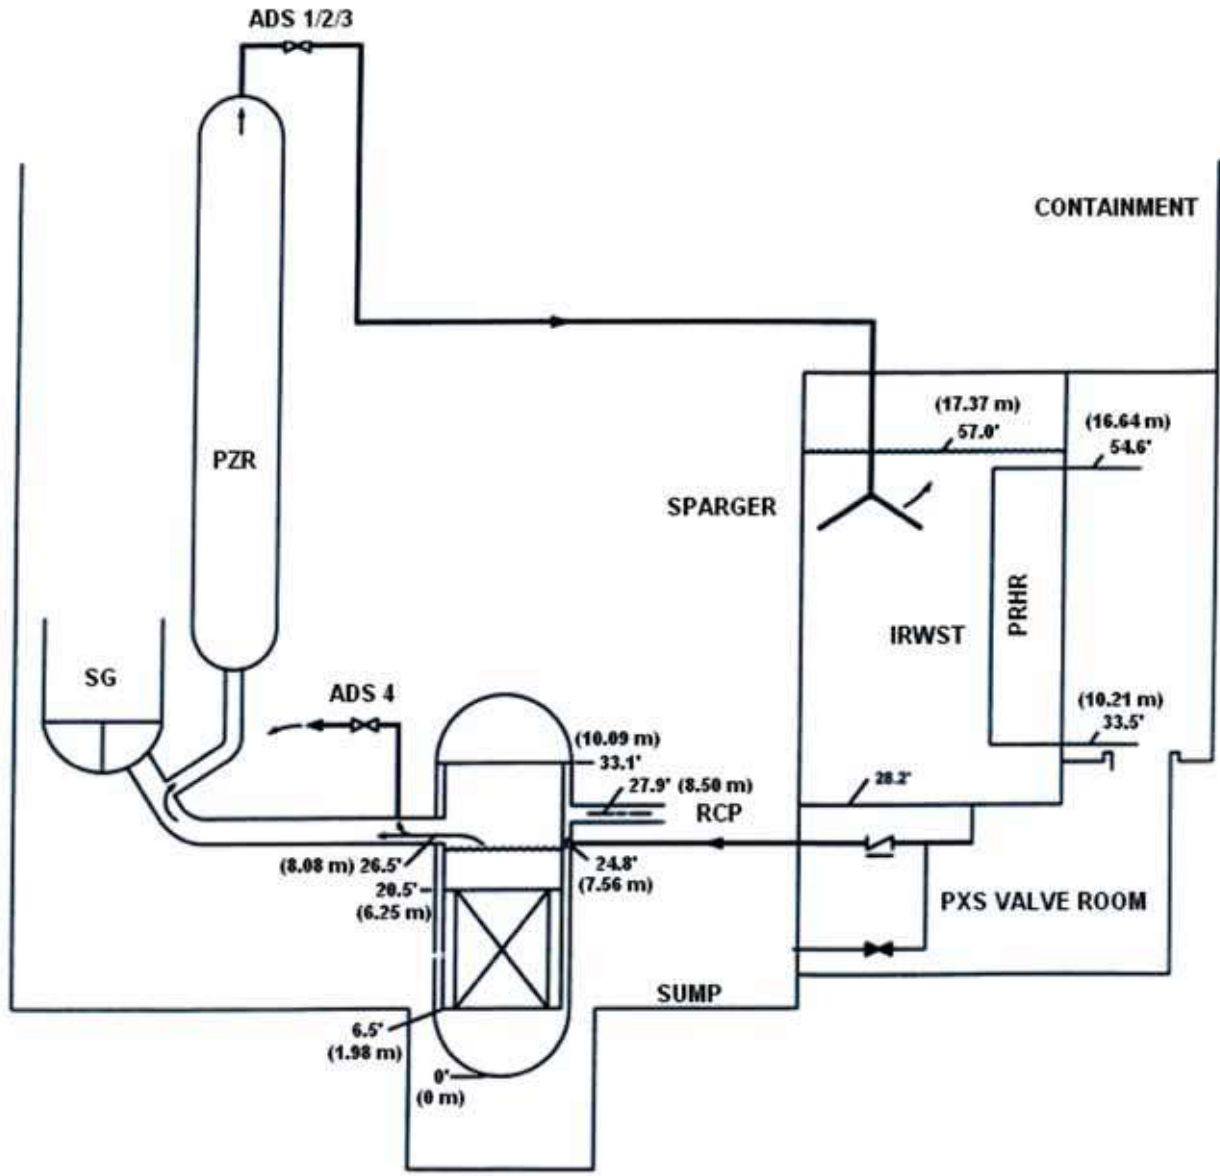 ADS 1/2/3
CONTAINMENT
(17.37 m)
57.0'
(16.64 m)
54.6'
PZR
SPARGER
IRWST
PRHR
SG
ADS 4
(10.21 m)
33.5'
(10.09 m)
33.1'
27.9' (8.50 m)
RCP
28.2'
(8.08 m) 26.5'
24.8'
(7.56 m)
20.5'
(6.25 m)
PXS VALVE ROOM
SUMP
6.5'
(1.98 m)
0'
(0 m)